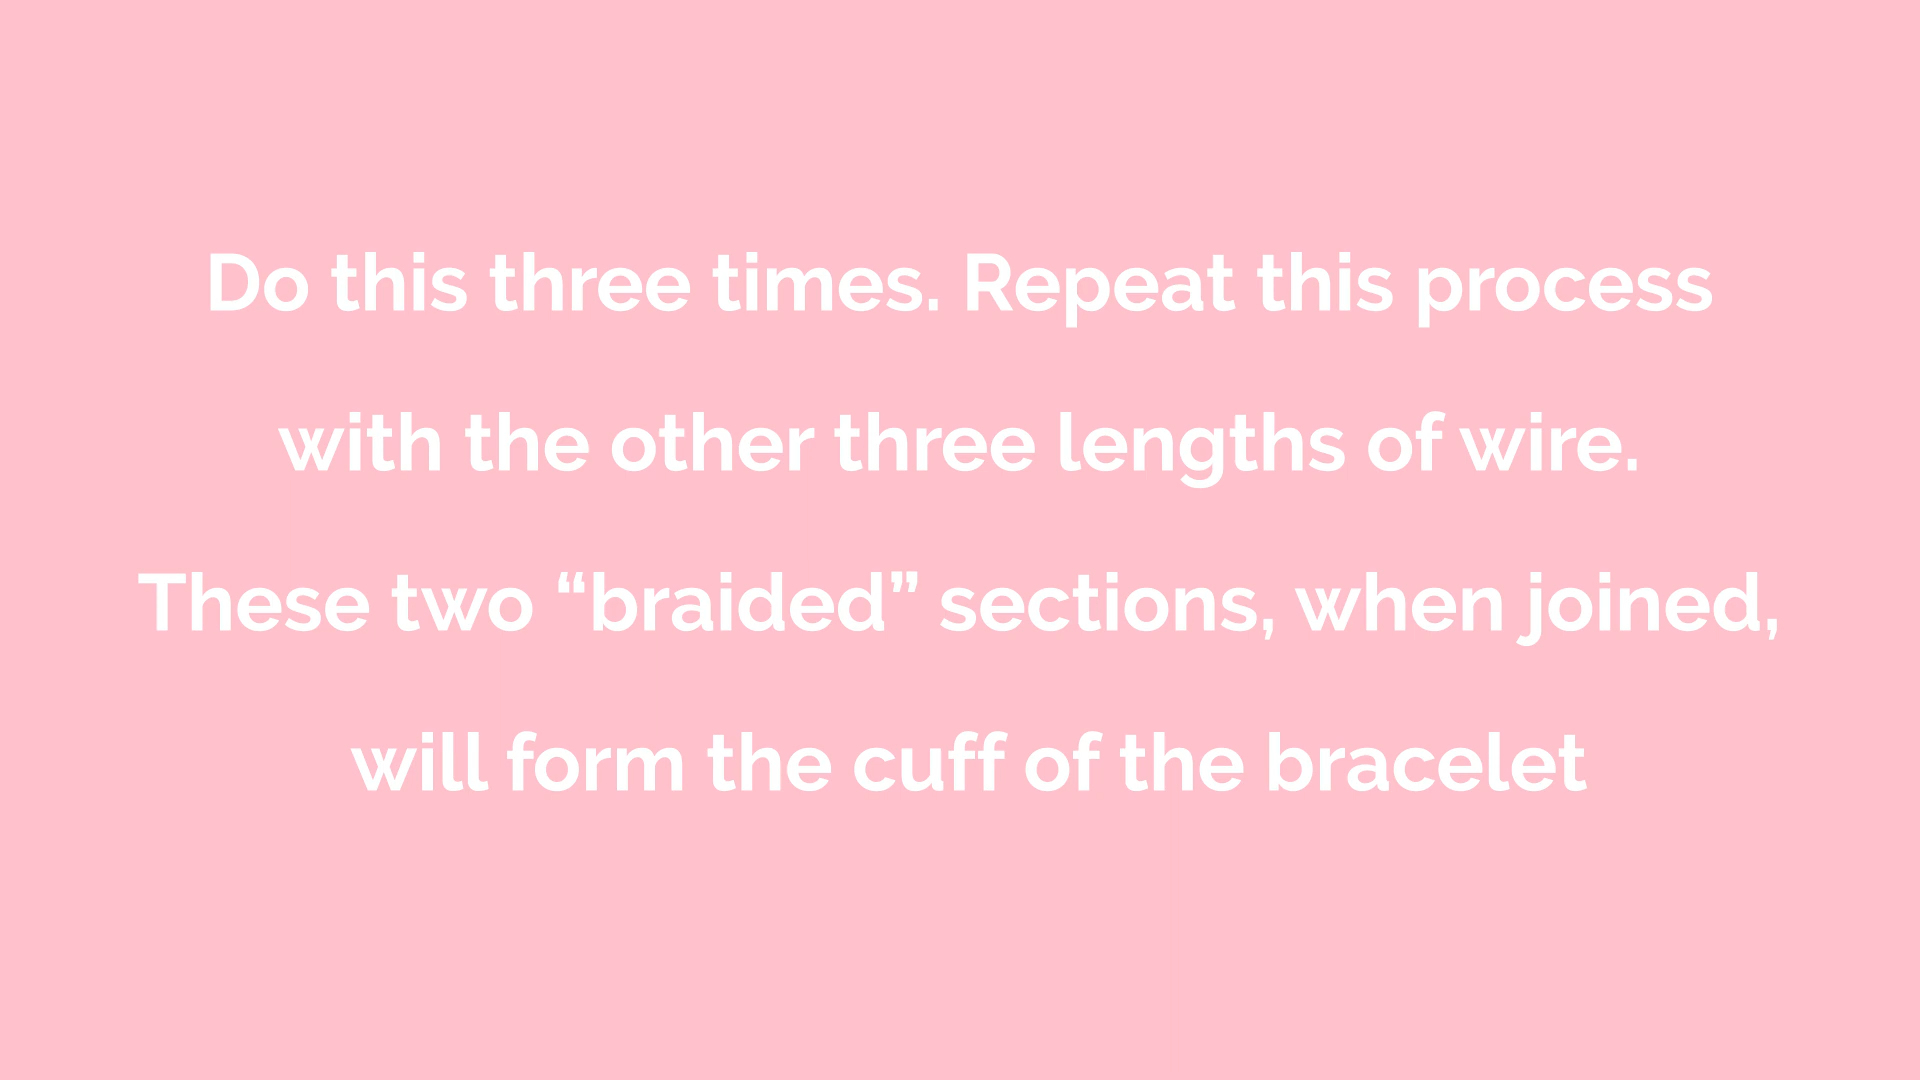 Do this three times. Repeat this process
with the other three lengths of wire.
These two “braided” sections, when joined,
will form the cuff of the bracelet